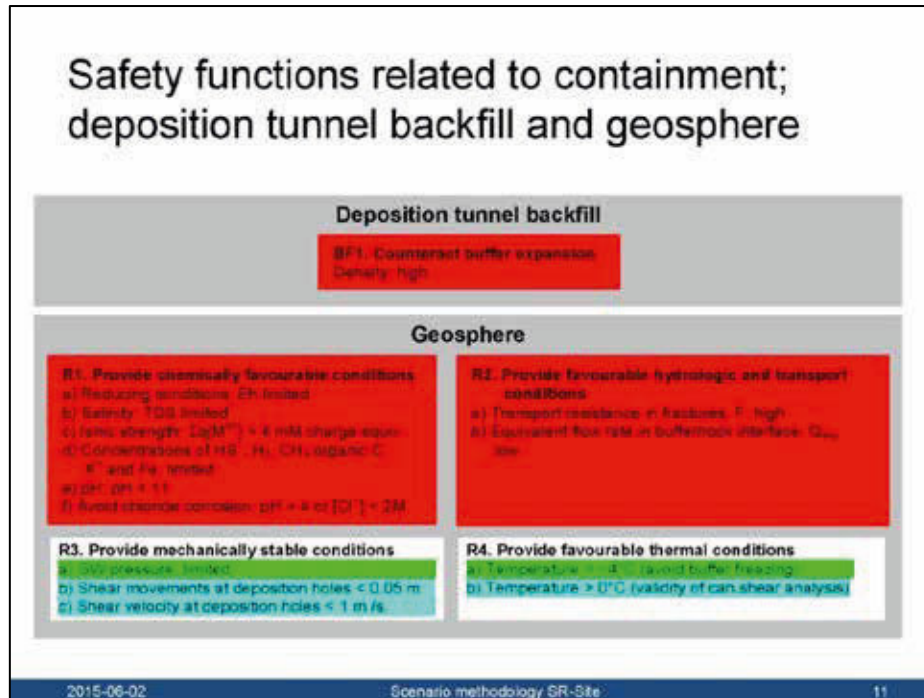 Safety functions related to containment;
deposition tunnel backfill and geosphere
Deposition tunnel backfill
BF1. Counteract buffer expansion
Density: high
Geosphere
R1. Provide chemically favourable conditions
a) Reducing conditions: Eh limited
b) Salinity: TDS limited
c) Ionic strength: 4 mM charge equiv.
d) Concentrations of HS⁻, H₂, CH₄ organic C,
K⁺ and Fe: limited
e) pH: pH < 11
f) Avoid chloride corrosion: pH > 4 or [Cl⁻] < 2M
R2. Provide favourable hydrologic and transport
conditions
a) Transport resistance in fractures, F: high
b) Equivalent flow rate in buffer/rock interface,
low
R3. Provide mechanically stable conditions
a) GW pressure: limited
b) Shear movements at deposition holes < 0.05 m
c) Shear velocity at deposition holes < 1 m/s
R4. Provide favourable thermal conditions
a) Temperature 4°C (avoid buffer freezing)
b) Temperature > 0°C (validity of can shear analysis)
2015-06-02
Scenario methodology SR-Site
11